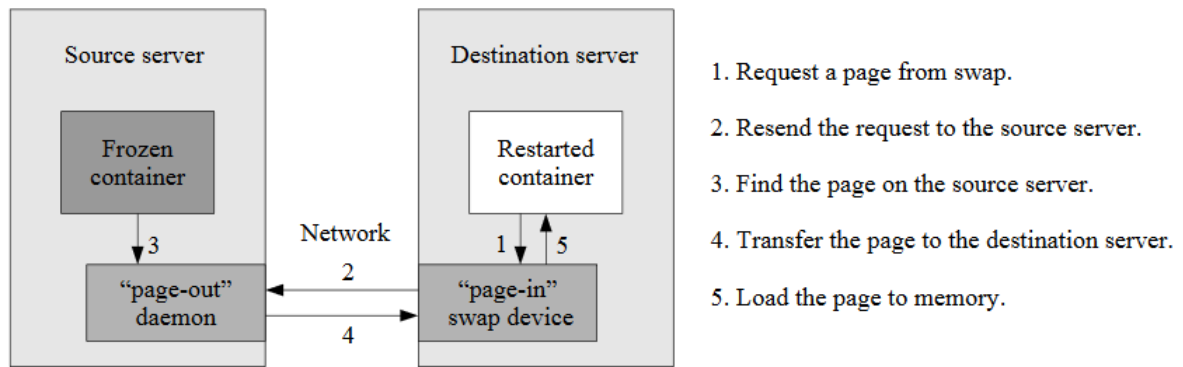 Source server
Destination server
Frozen
container
Restarted
container
3
Network
1
5
2
“page-out”
daemon
“page-in”
swap device
4
1. Request a page from swap.
2. Resend the request to the source server.
3. Find the page on the source server.
4. Transfer the page to the destination server.
5. Load the page to memory.